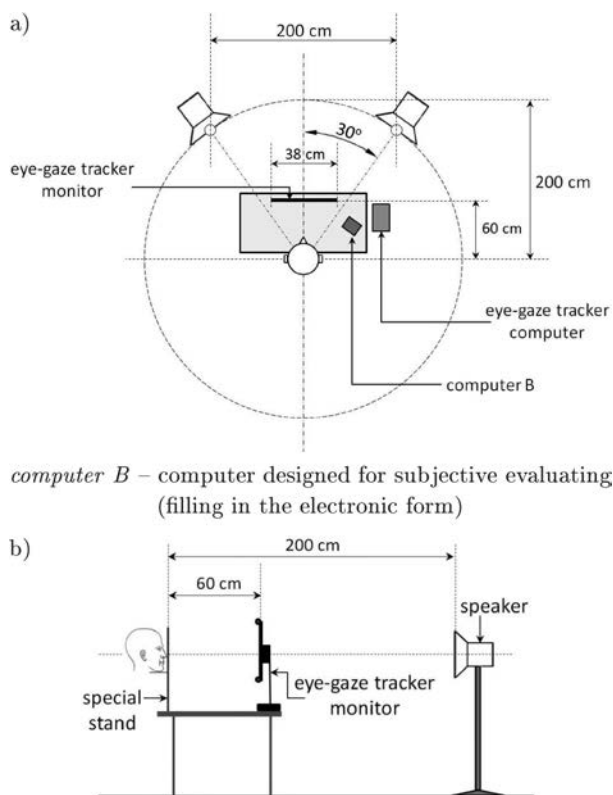 a)
200 cm
30º
eye-gaze tracker
monitor
38 cm
200 cm
60 cm
eye-gaze tracker
computer
computer B
computer B – computer designed for subjective evaluating
(filling in the electronic form)
b)
200 cm
60 cm
speaker
special
stand
eye-gaze tracker
monitor